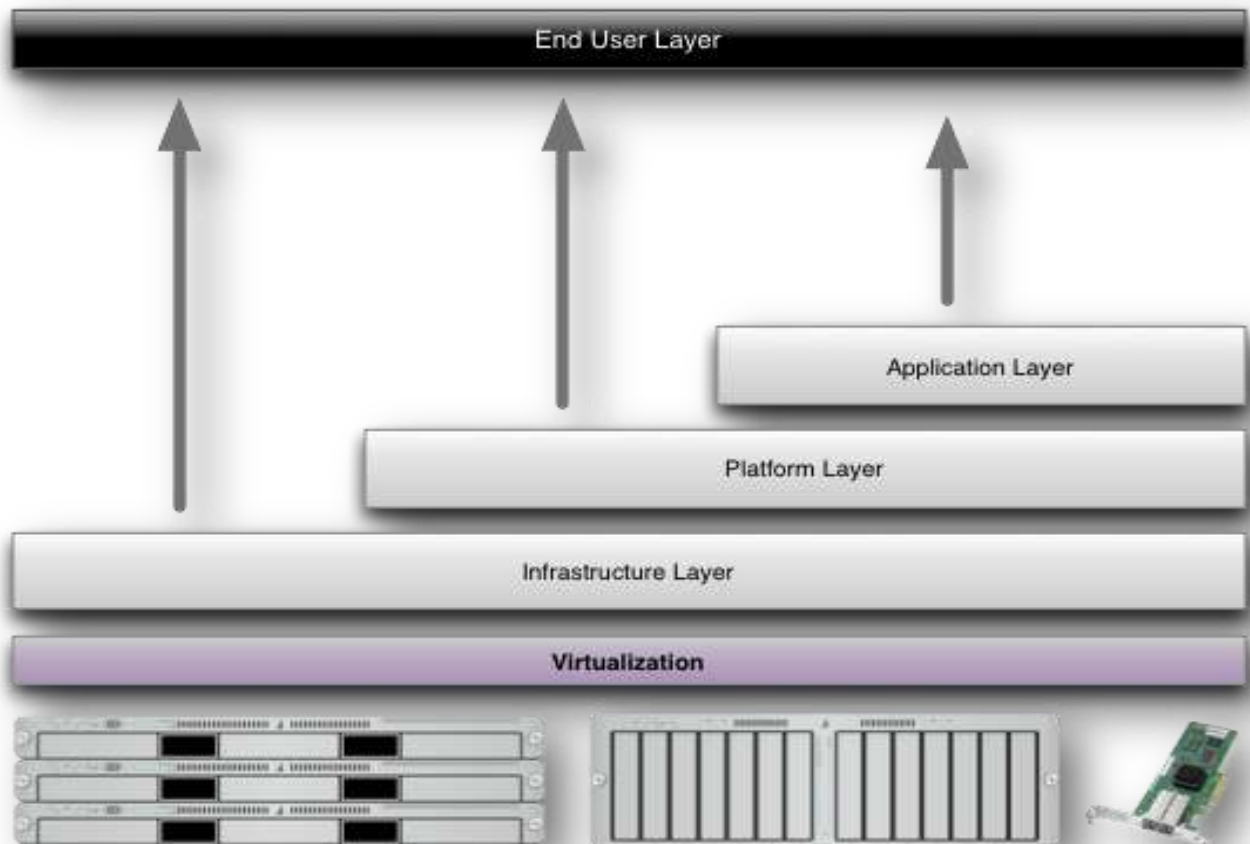 End User Layer
Application Layer
Platform Layer
Infrastructure Layer
Virtualization